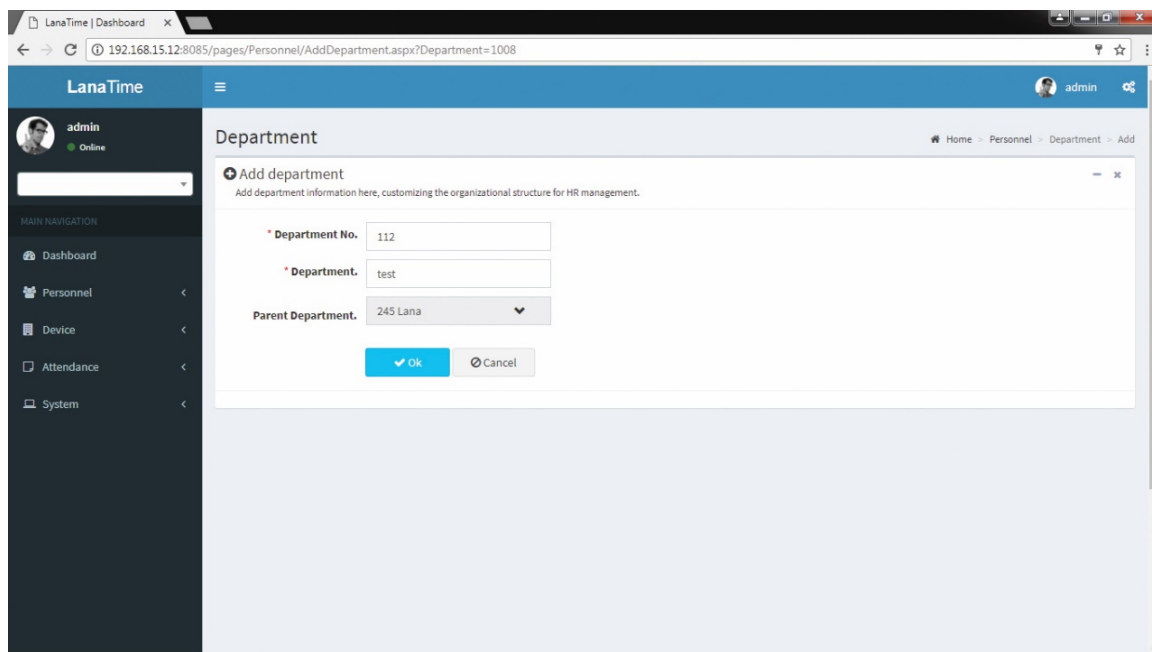 LanaTime | Dashboard
192.168.15.12:8085/pages/Personnel/AddDepartment.aspx?Department=1008
LanaTime
admin
admin
Online
Department
Home > Personnel > Department > Add
Add department
Add department information here, customizing the organizational structure for HR management.
MAIN NAVIGATION
Dashboard
Personnel
Device
Attendance
System
* Department No. 112
* Department. test
Parent Department. 245 Lana
Ok Cancel